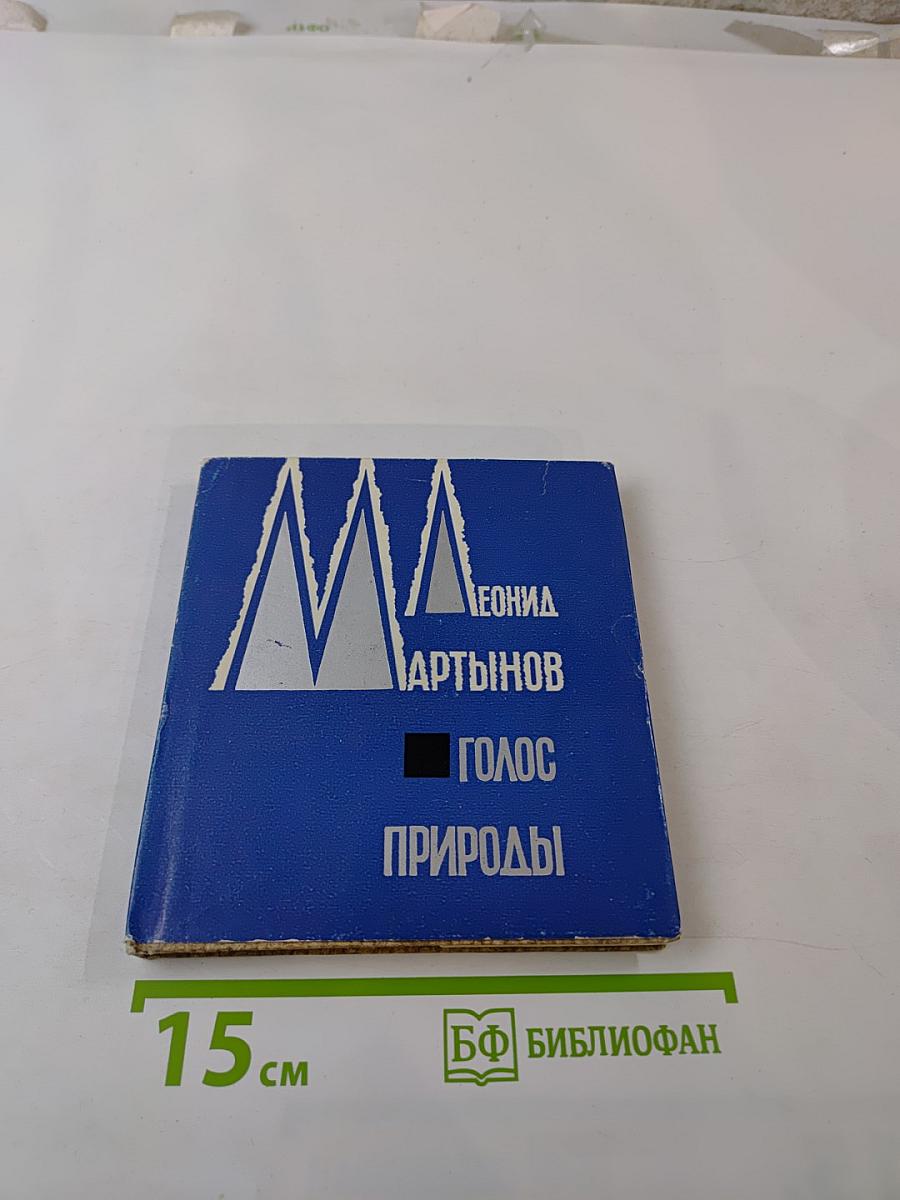 ЛЕОНИД
МАРТЫНОВ
ГОЛОС
ПРИРОДЫ
15 см
БФ БИБЛИОФАН